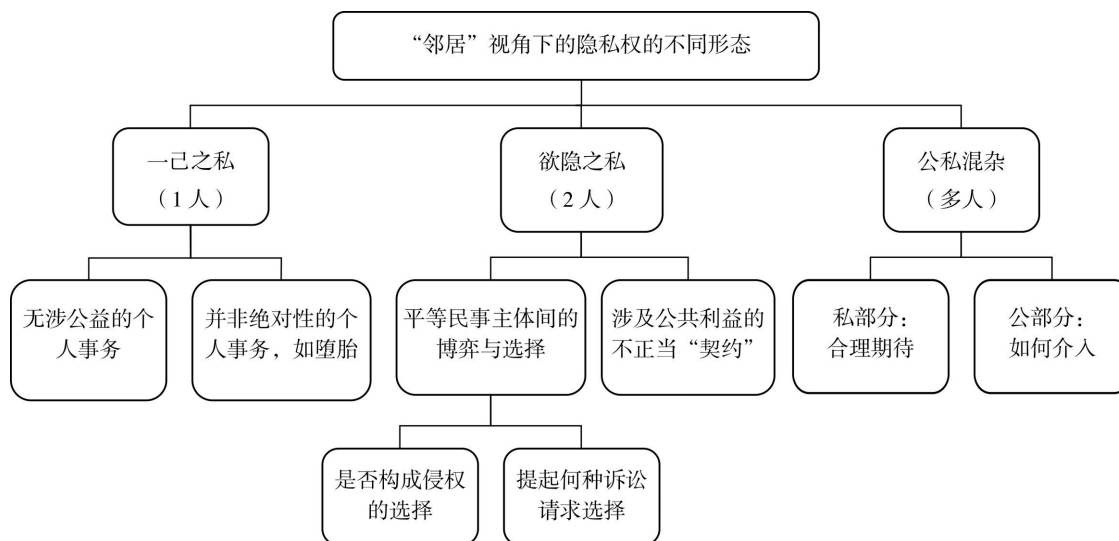 “邻居”视角下的隐私权的不同形态
一己之私
（1人）
欲隐之私
（2人）
公私混杂
（多人）
无涉公益的个
人事务
并非绝对性的个
人事务，如堕胎
平等民事主体间的
博弈与选择
涉及公共利益的
不正当“契约”
私部分：
合理期待
公部分：
如何介入
是否构成侵权
的选择
提起何种诉讼
请求选择